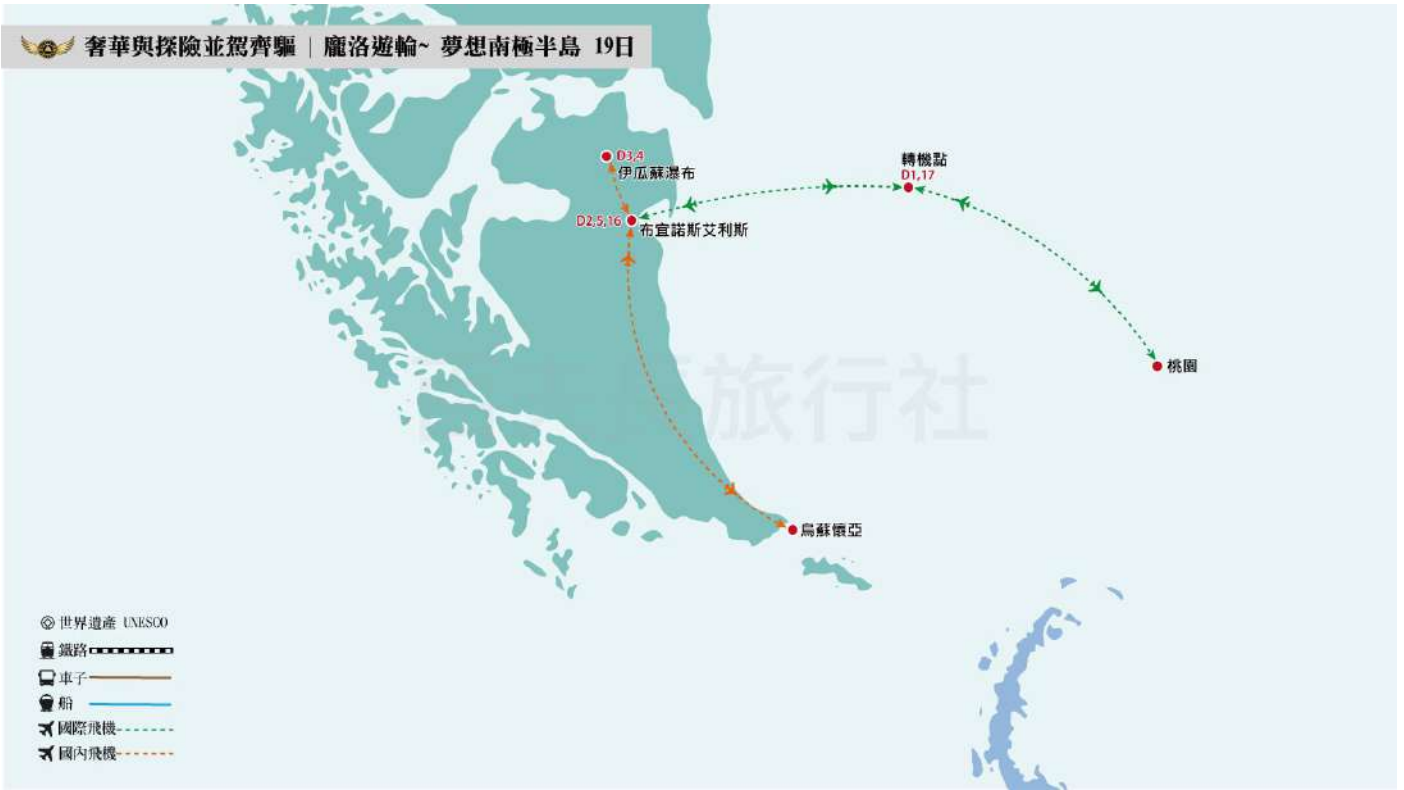 奢華與探險並駕齊驅 | 龐洛遊輪~ 夢想南極半島 19日
D3,4
伊瓜蘇瀑布
轉機點
D1,17
D2,5,16
布宜諾斯艾利斯
桃園
旅行社
烏蘇懷亞
世界遺產 UNESCO
鐵路
車子
船
國際飛機
國內飛機